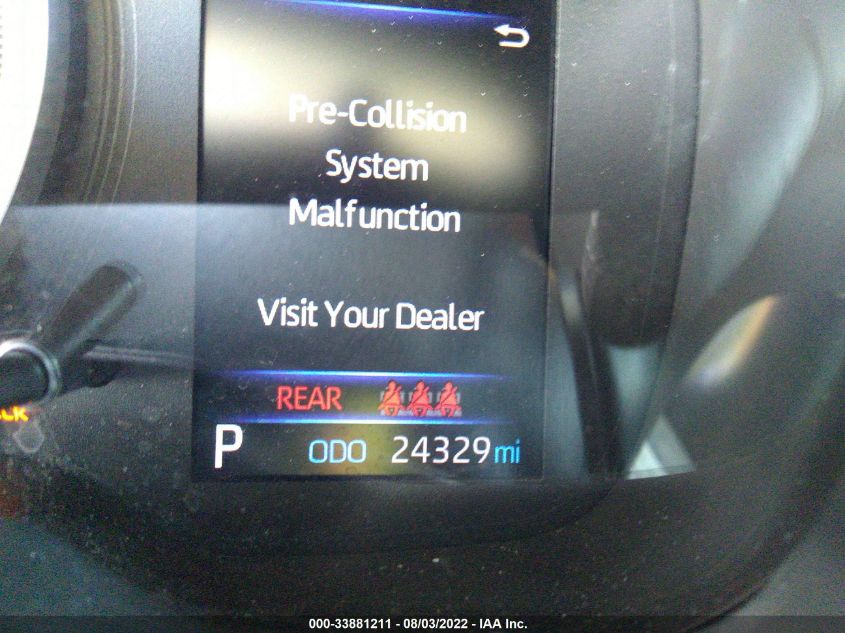 Pre-Collision
System
Malfunction
Visit Your Dealer
REAR
P ODO 24329 mi
000-33881211 - 08/03/2022 - IAA Inc.